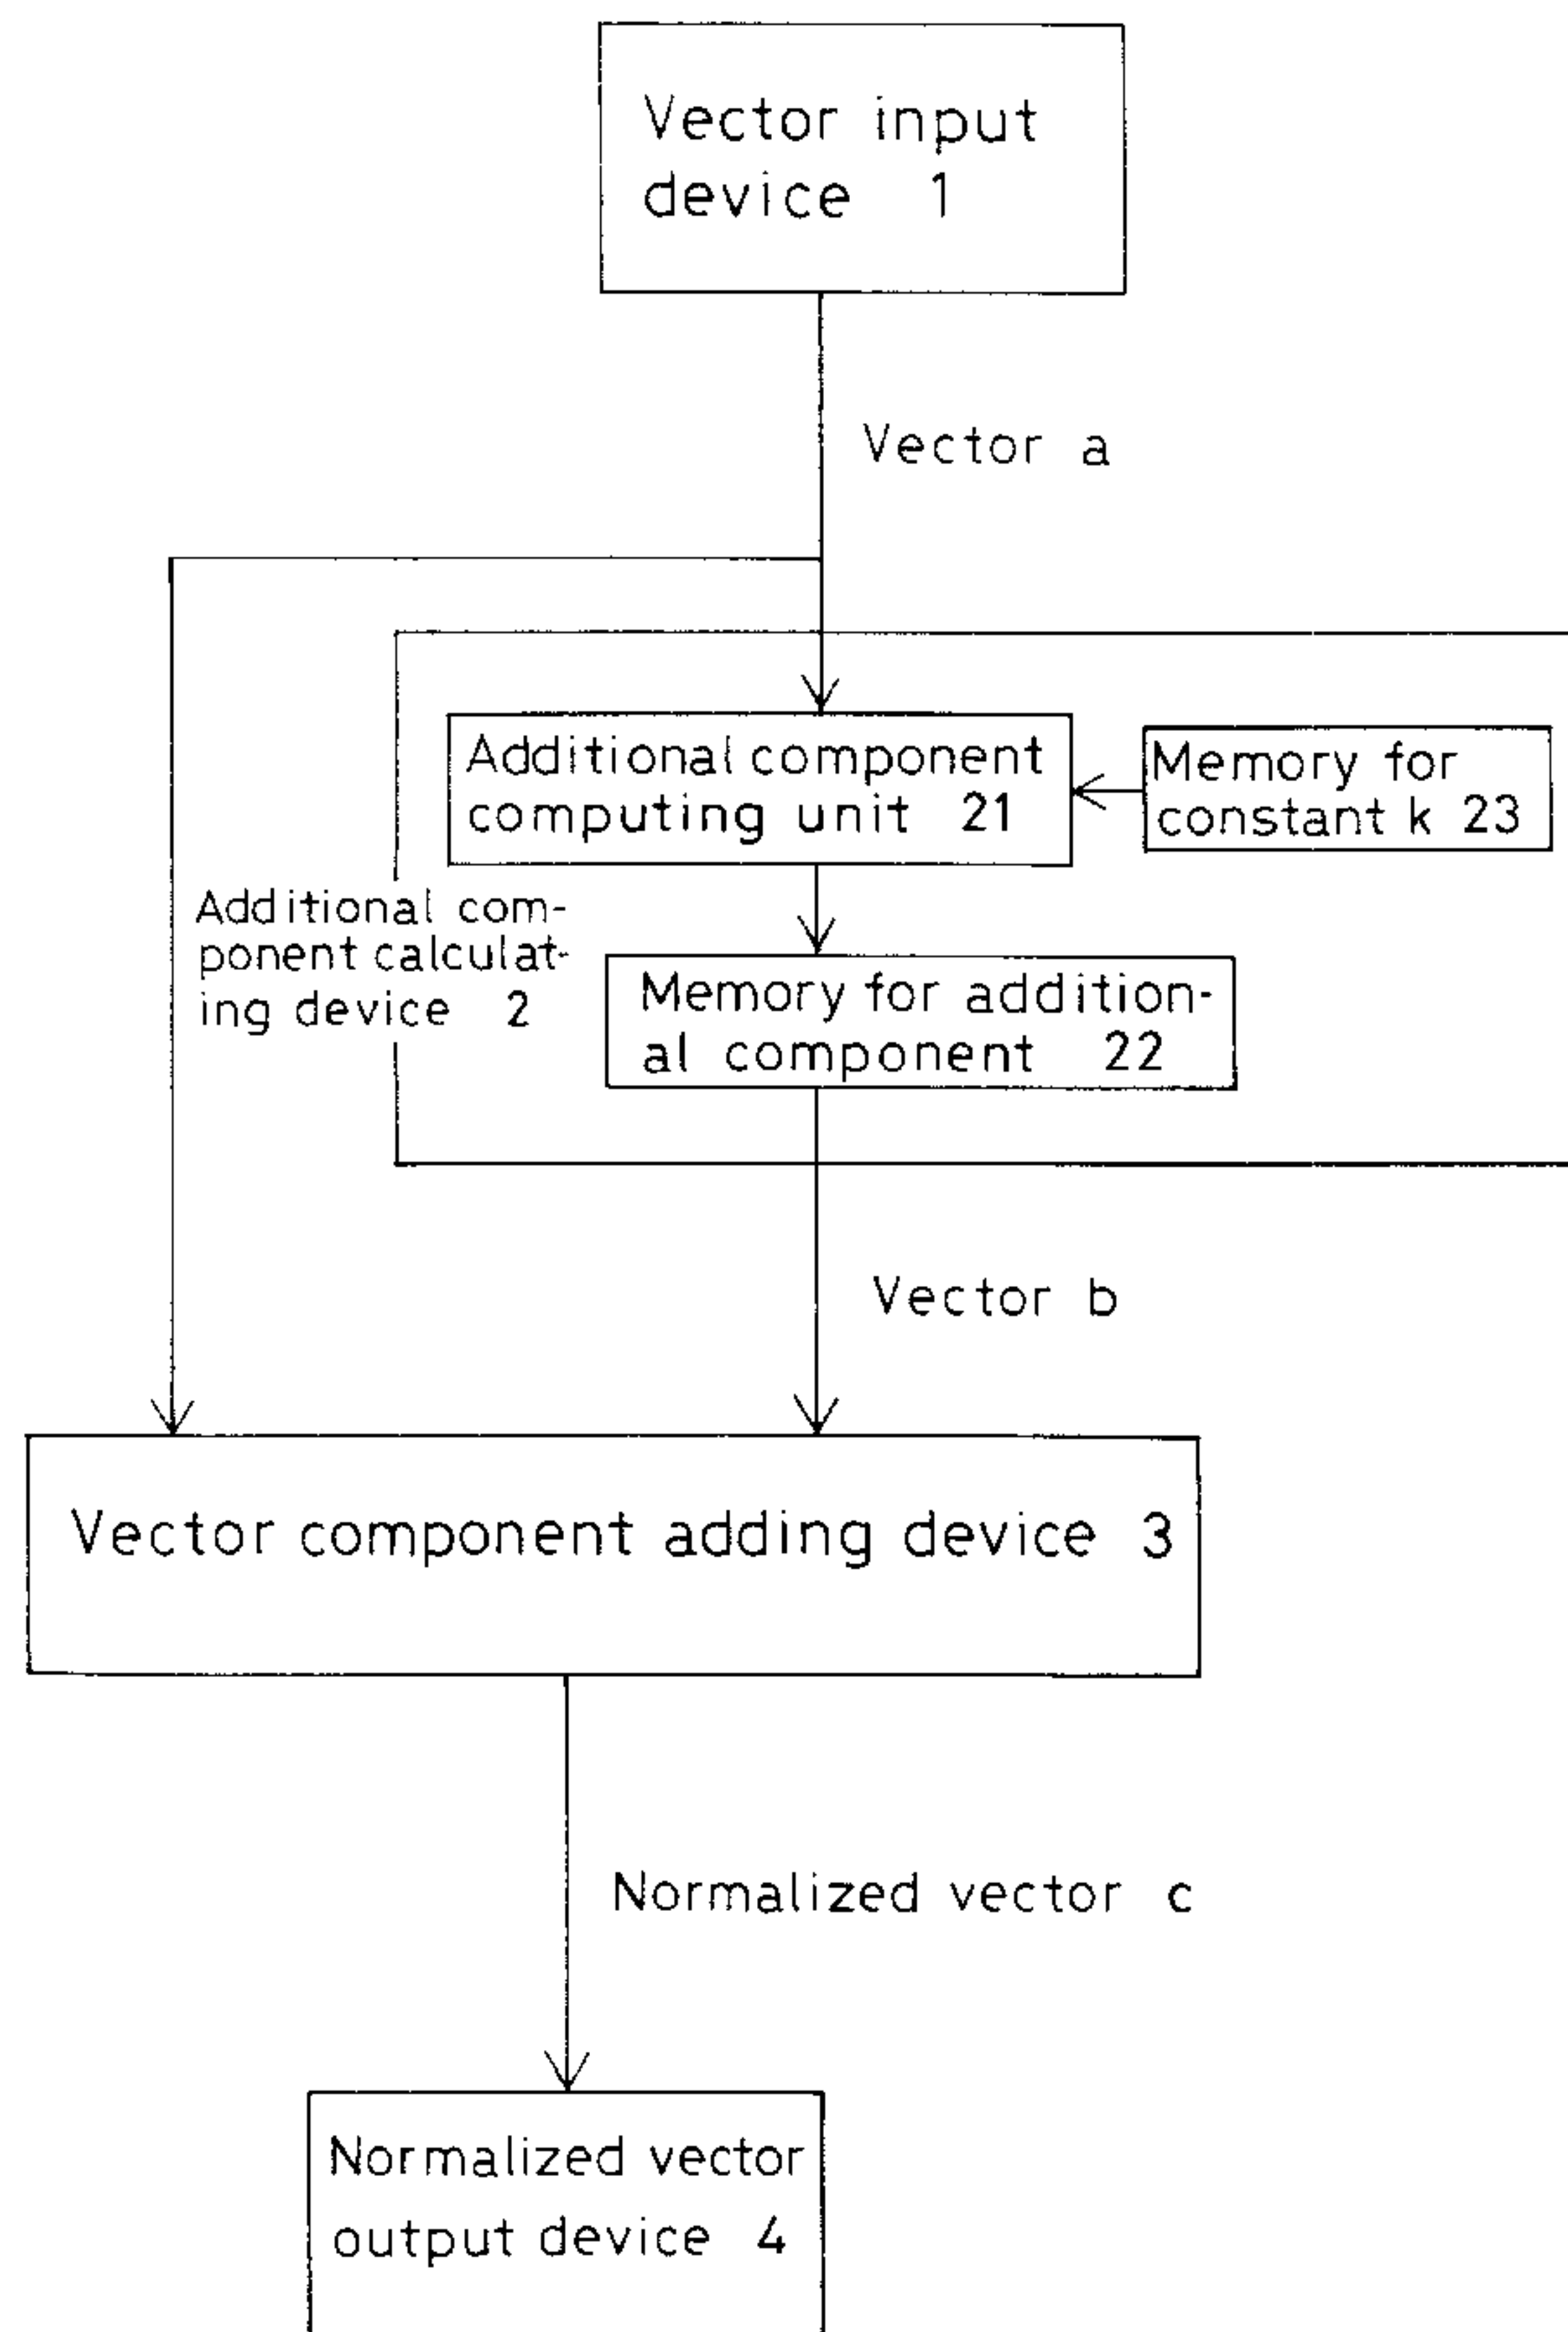 Vector input
device 1
Vector a
Additional component
computing unit 21
Memory for
constant k 23
Additional com-
ponent calculat-
ing device 2
Memory for addition-
al component 22
Vector b
Vector component adding device 3
Normalized vector c
Normalized vector
output device 4